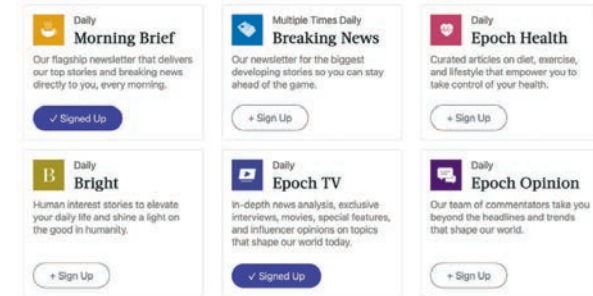 Daily
Morning Brief
Our flagship newsletter that delivers
our top stories and breaking news
directly to you, every morning.
✓ Signed Up
Multiple Times Daily
Breaking News
Our newsletter for the biggest
developing stories so you can stay
ahead of the game.
+ Sign Up
Daily
Epoch Health
Curated articles on diet, exercise,
and lifestyle that empower you to
take control of your health.
+ Sign Up
B
Daily
Bright
Human interest stories to elevate
your daily life and shine a light on
the good in humanity.
+ Sign Up
Daily
Epoch TV
In-depth news analysis, exclusive
interviews, movies, special features,
and influencer opinions on topics
that shape our world today.
✓ Signed Up
Daily
Epoch Opinion
Our team of commentators take you
beyond the headlines and trends
that shape our world.
+ Sign Up